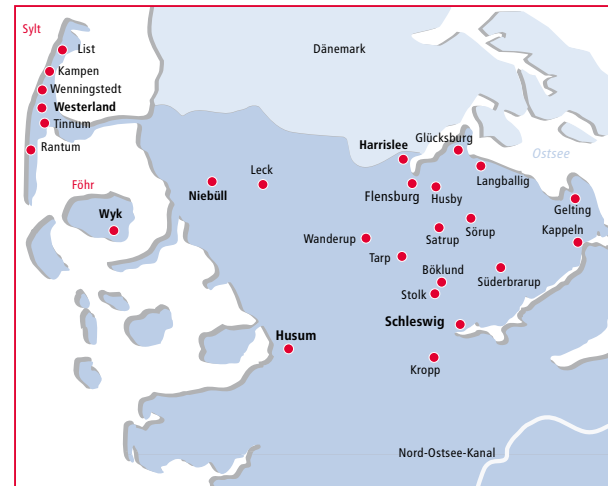 Sylt
List
Dänemark
Kampen
Wenningstedt
Westerland
Tinnum
Rantum
Harrislee
Glücksburg
Ostsee
Leck
Langballig
Föhr
Niebüll
Flensburg
Husby
Gelting
Wyk
Wanderup
Satrup
Sörup
Kappeln
Tarp
Böklund
Süderbrarup
Stolk
Schleswig
Husum
Kropp
Nord-Ostsee-Kanal